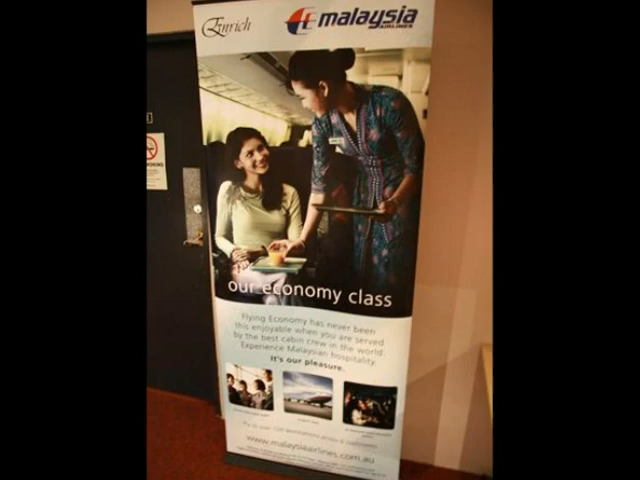 Enrich
malaysia
AIRLINES
our economy class
Flying Economy has never been
this enjoyable when you are served
by the best cabin crew in the world.
Experience Malaysian hospitality.
It's our pleasure.
www.malaysiaairlines.com.au